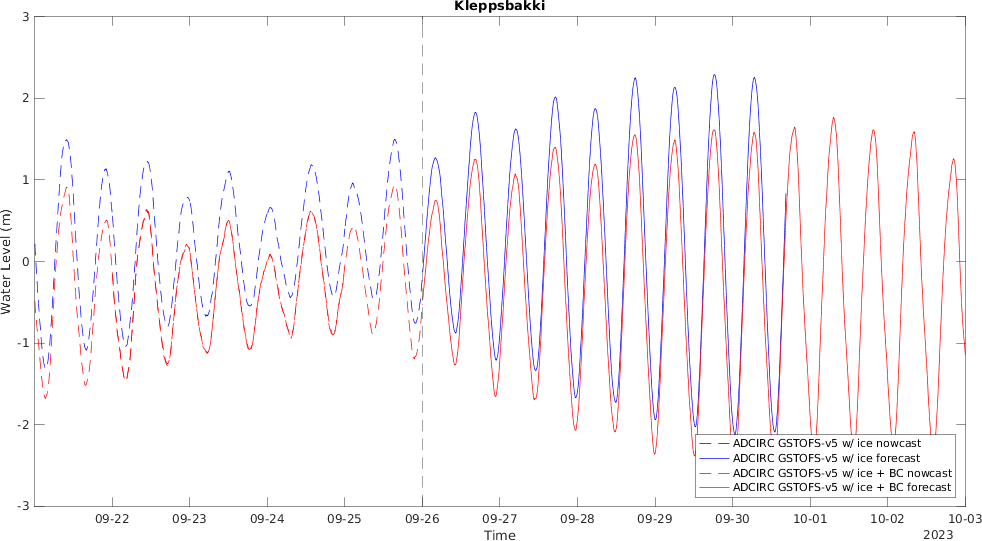 Kleppsbakki
3
2
1
0
-1
-2
-3
Water Level (m)
ADCIRC GSTOFS-v5 w/ ice nowcast
ADCIRC GSTOFS-v5 w/ ice forecast
ADCIRC GSTOFS-v5 w/ ice + BC nowcast
ADCIRC GSTOFS-v5 w/ ice + BC forecast
09-22 09-23 09-24 09-25 09-26 09-27 09-28 09-29 09-30 10-01 10-02 10-03
Time
2023